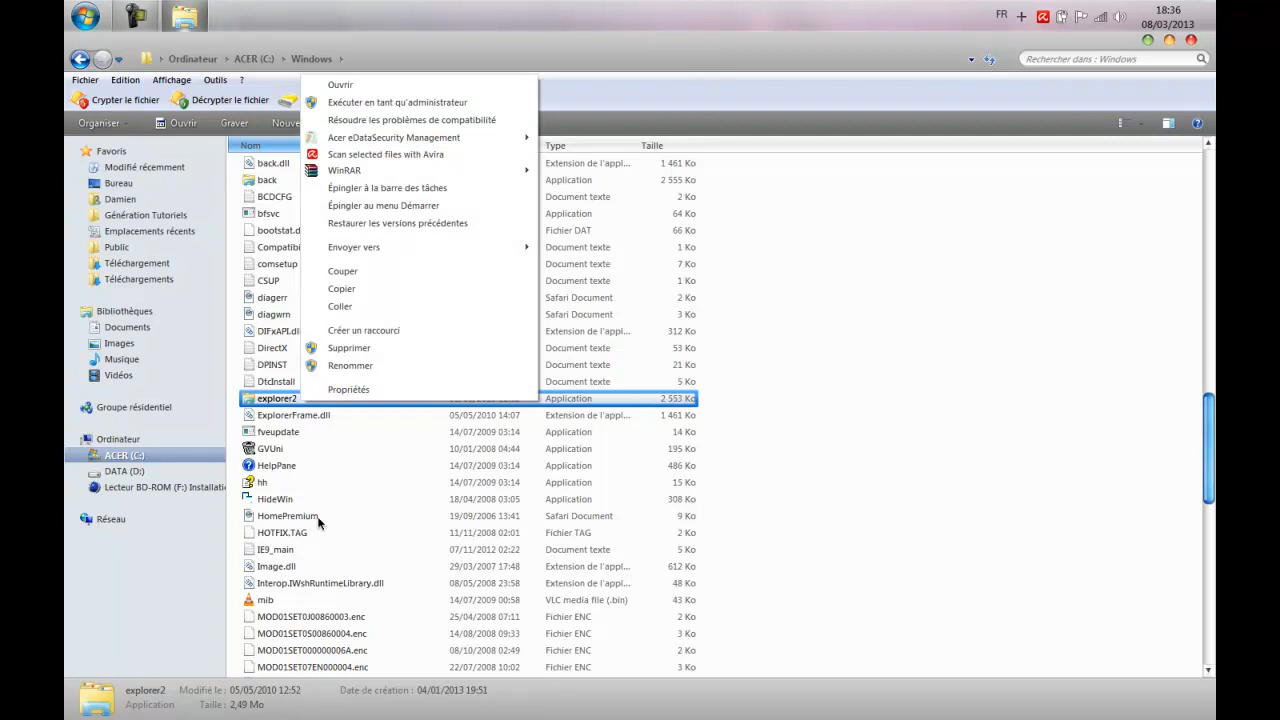 FR
18:36
08/03/2013
Ordinateur
ACER (C:)
Windows
Rechercher dans : Windows
Fichier Edition Affichage Outils ?
Crypter le fichier Décrypter le fichier
Organiser Ouvrir Graver Nouve
Favoris
Modifié récemment
Bureau
Damien
Génération Tutoriels
Emplacements récents
Public
Téléchargement
Téléchargements
Bibliothèques
Documents
Images
Musique
Vidéos
Groupe résidentiel
Ordinateur
ACER (C:)
DATA (D:)
Lecteur BD-ROM (F:) Installati
Réseau
Ouvrir
Exécuter en tant qu'administrateur
Résoudre les problèmes de compatibilité
Acer eDataSecurity Management
Scan selected files with Avira
WinRAR
Épingler à la barre des tâches
Épingler au menu Démarrer
Restaurer les versions précédentes
Envoyer vers
Couper
Copier
Coller
Créer un raccourci
Supprimer
Renommer
Propriétés
Nom Type Taille
back.dll Extension de l'appl... 1 461 Ko
back Application 2 555 Ko
BCDCFG Document texte 2 Ko
bfsvc Application 64 Ko
bootstat.d Fichier DAT 66 Ko
Compatibi Document texte 1 Ko
comsetup Document texte 7 Ko
CSUP Document texte 1 Ko
diagerr Safari Document 2 Ko
diagwrn Safari Document 3 Ko
DIFxAPI.dl Extension de l'appl... 312 Ko
DirectX Document texte 53 Ko
DPINST Document texte 21 Ko
DtcInstall Document texte 5 Ko
explorer2 Application 2 553 Ko
ExplorerFrame.dll 05/05/2010 14:07 Extension de l'appl... 1 461 Ko
fveupdate 14/07/2009 03:14 Application 14 Ko
GVUni 10/01/2008 04:44 Application 195 Ko
HelpPane 14/07/2009 03:14 Application 486 Ko
hh 14/07/2009 03:14 Application 15 Ko
HideWin 18/04/2008 03:05 Application 308 Ko
HomePremium 19/09/2006 13:41 Safari Document 9 Ko
HOTFIX.TAG 11/11/2008 02:01 Fichier TAG 2 Ko
IE9_main 07/11/2012 02:22 Document texte 5 Ko
Image.dll 29/03/2007 17:48 Extension de l'appl... 612 Ko
Interop.IWshRuntimeLibrary.dll 08/05/2008 23:58 Extension de l'appl... 48 Ko
mib 14/07/2009 00:58 VLC media file (.bin) 43 Ko
MOD01SET0J00860003.enc 25/04/2008 07:11 Fichier ENC 3 Ko
MOD01SET0S00860004.enc 14/08/2008 09:33 Fichier ENC 3 Ko
MOD01SET000000006A.enc 08/10/2008 02:49 Fichier ENC 3 Ko
MOD01SET07EN000004.enc 22/07/2008 10:02 Fichier ENC 3 Ko
explorer2 Modifié le : 05/05/2010 12:52 Date de création : 04/01/2013 19:51
Application Taille : 2,49 Mo